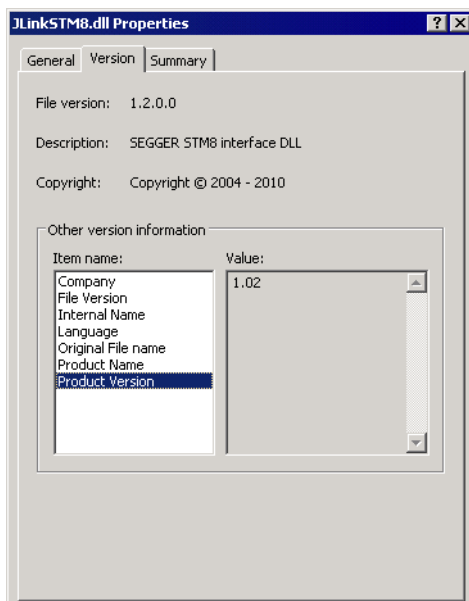 JLinkSTM8.dll Properties
General Version Summary
File version: 1.2.0.0
Description: SEGGER STM8 interface DLL
Copyright: Copyright © 2004 - 2010
Other version information
Item name: Value:
Company 1.02
File Version
Internal Name
Language
Original File name
Product Name
Product Version